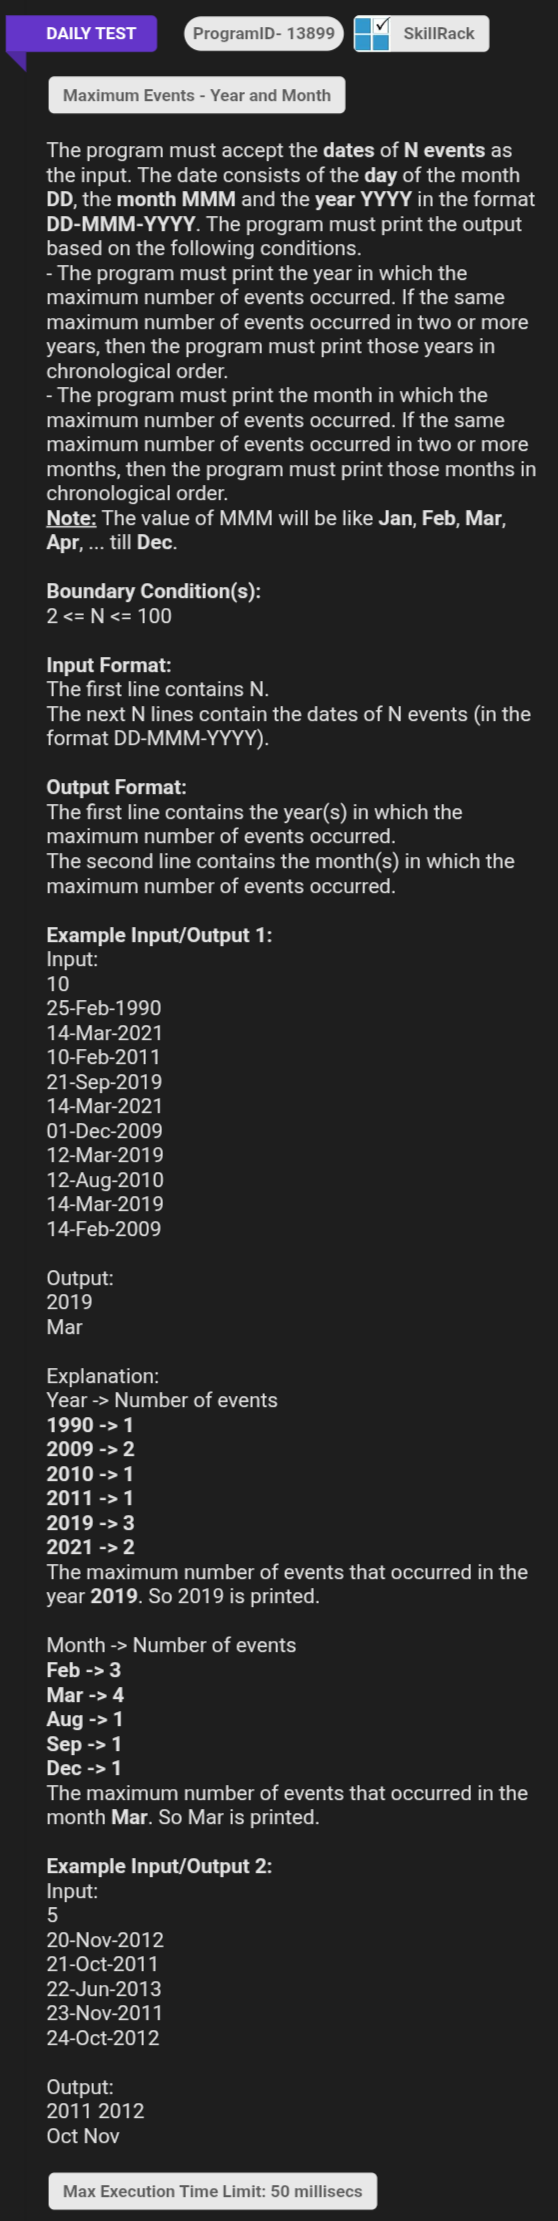 DAILY TEST
ProgramID- 13899
SkillRack
Maximum Events - Year and Month
The program must accept the dates of N events as
the input. The date consists of the day of the month
DD, the month MMM and the year YYYY in the format
DD-MMM-YYYY. The program must print the output
based on the following conditions.
- The program must print the year in which the
maximum number of events occurred. If the same
maximum number of events occurred in two or more
years, then the program must print those years in
chronological order.
- The program must print the month in which the
maximum number of events occurred. If the same
maximum number of events occurred in two or more
months, then the program must print those months in
chronological order.
Note: The value of MMM will be like Jan, Feb, Mar,
Apr, ... till Dec.
Boundary Condition(s):
2 <= N <= 100
Input Format:
The first line contains N.
The next N lines contain the dates of N events (in the
format DD-MMM-YYYY).
Output Format:
The first line contains the year(s) in which the
maximum number of events occurred.
The second line contains the month(s) in which the
maximum number of events occurred.
Example Input/Output 1:
Input:
10
25-Feb-1990
14-Mar-2021
10-Feb-2011
21-Sep-2019
14-Mar-2021
01-Dec-2009
12-Mar-2019
12-Aug-2010
14-Mar-2019
14-Feb-2009
Output:
2019
Mar
Explanation:
Year -> Number of events
1990 -> 1
2009 -> 2
2010 -> 1
2011 -> 1
2019 -> 3
2021 -> 2
The maximum number of events that occurred in the
year 2019. So 2019 is printed.
Month -> Number of events
Feb -> 3
Mar -> 4
Aug -> 1
Sep -> 1
Dec -> 1
The maximum number of events that occurred in the
month Mar. So Mar is printed.
Example Input/Output 2:
Input:
5
20-Nov-2012
21-Oct-2011
22-Jun-2013
23-Nov-2011
24-Oct-2012
Output:
2011 2012
Oct Nov
Max Execution Time Limit: 50 millisecs